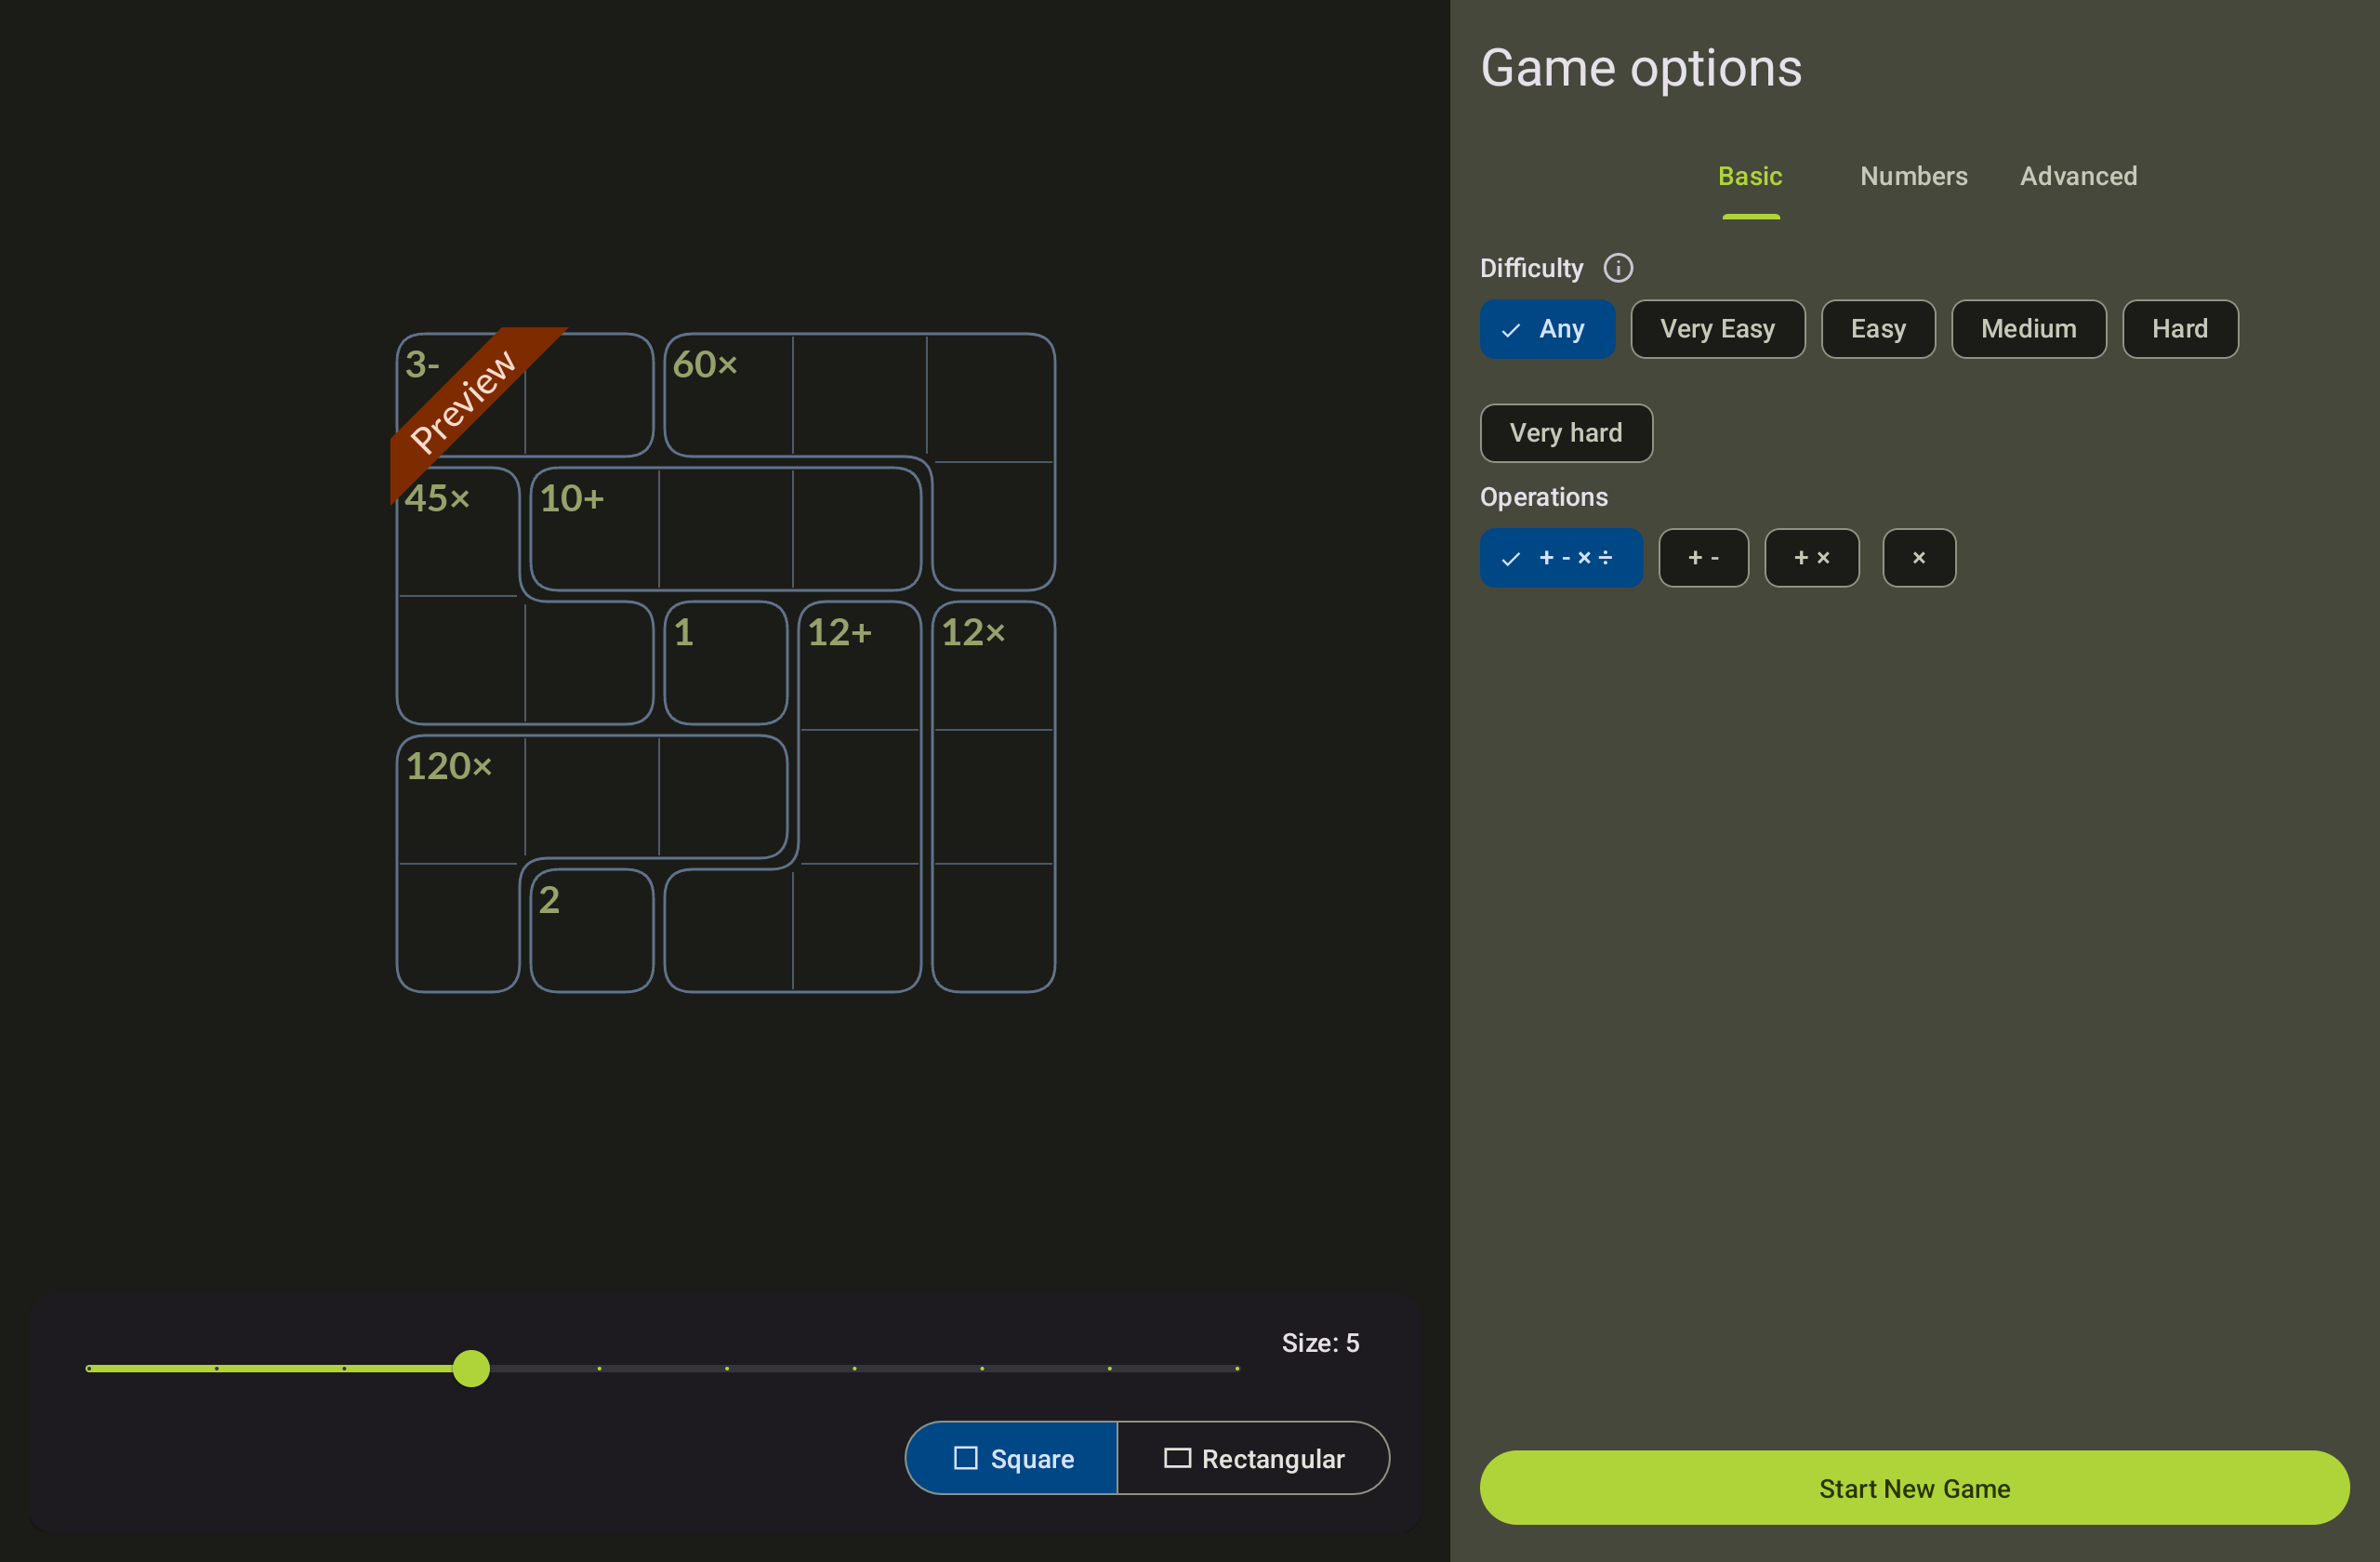 Game options
Basic Numbers Advanced
Difficulty
Any Very Easy Easy Medium Hard
Very hard
Operations
+ - × ÷ + - + × ×
Start New Game
3- 60×
Preview
45× 10+
1 12+ 12×
120×
2
Size: 5
Square Rectangular